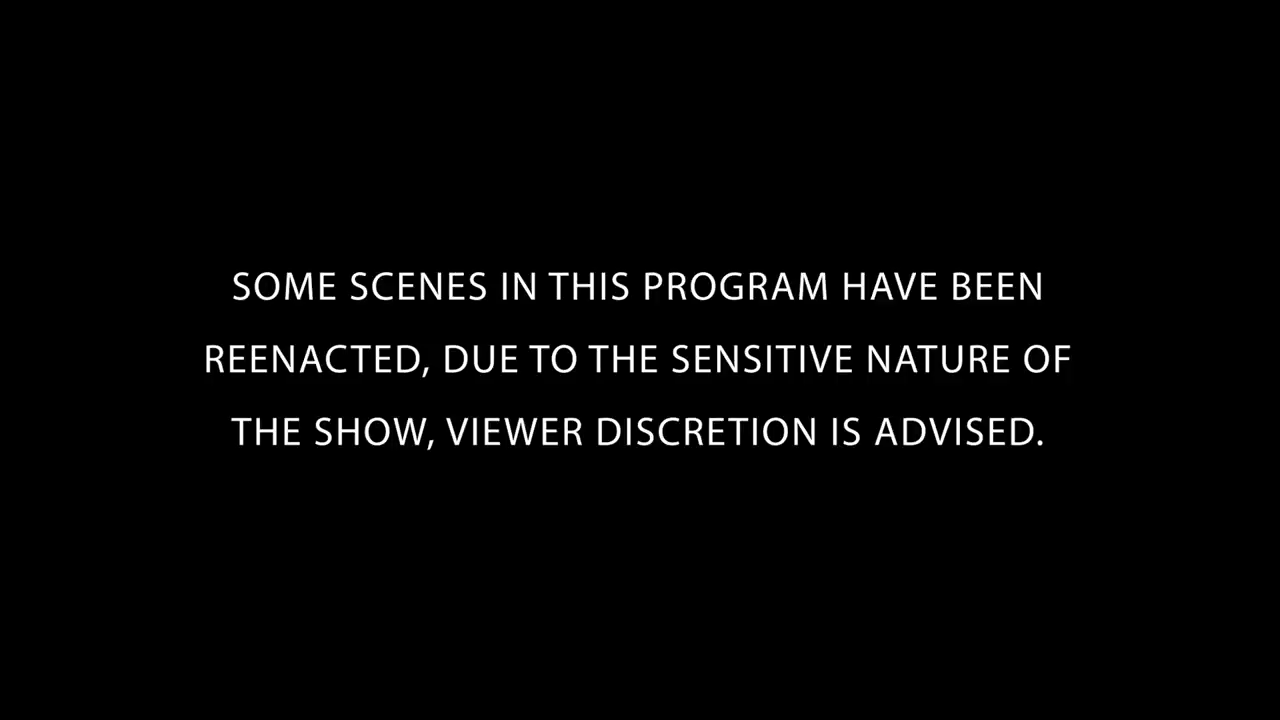 SOME SCENES IN THIS PROGRAM HAVE BEEN
REENACTED, DUE TO THE SENSITIVE NATURE OF
THE SHOW, VIEWER DISCRETION IS ADVISED.